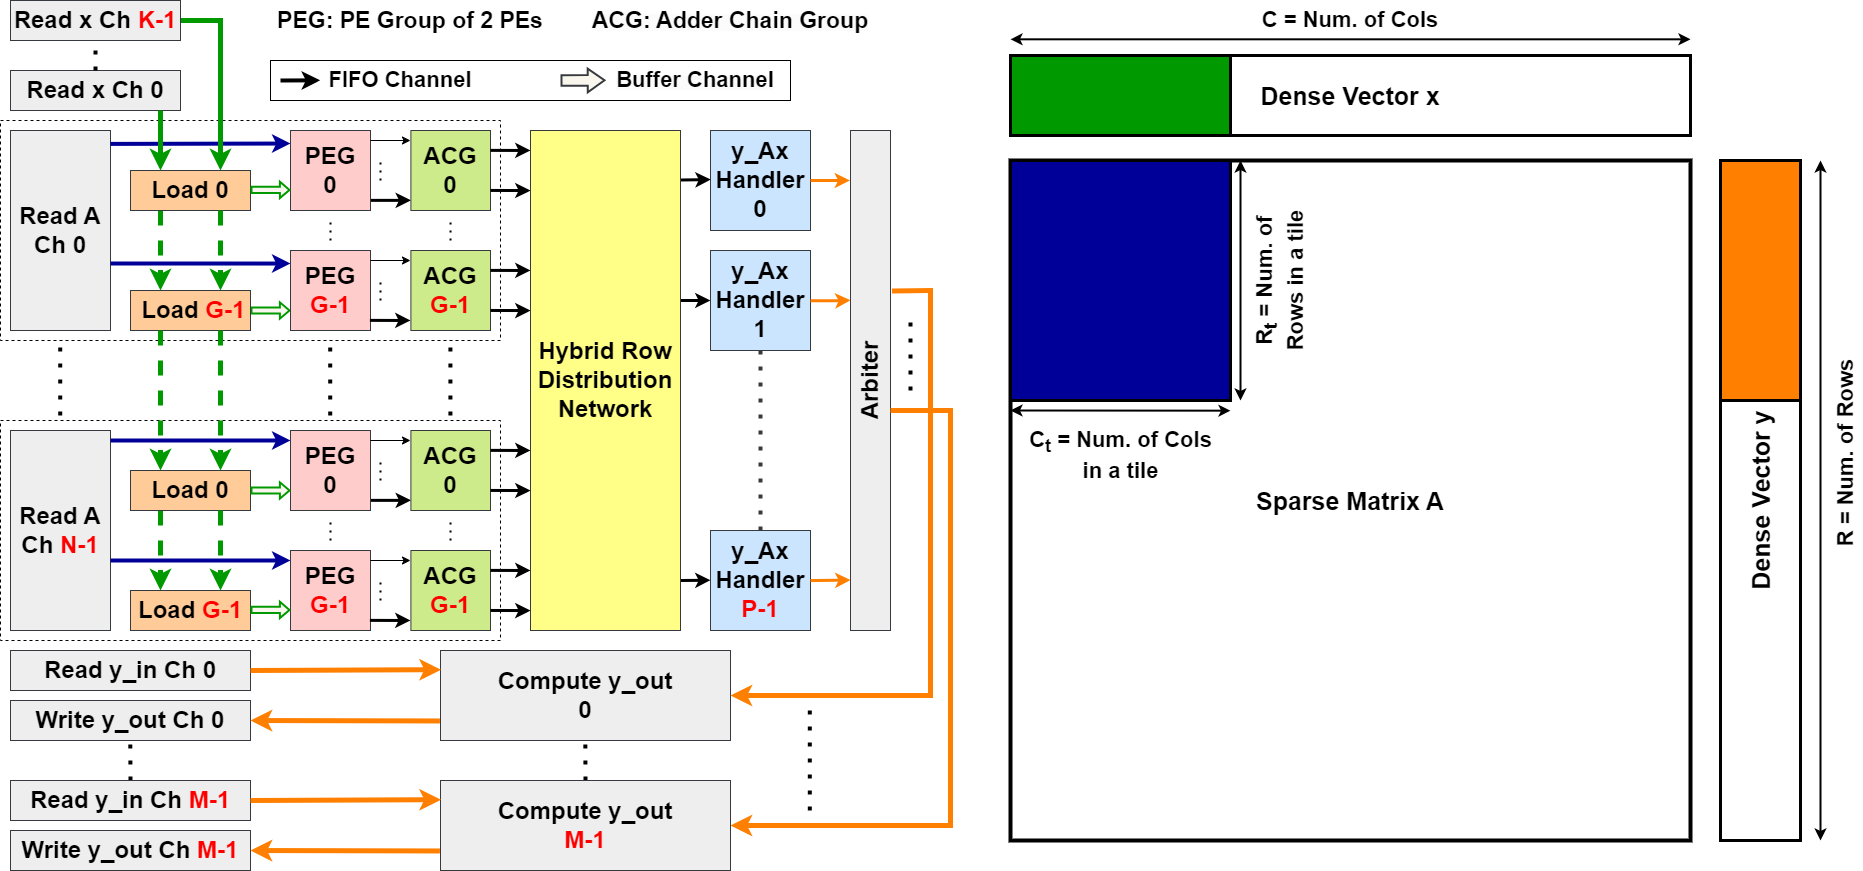 Read x Ch K-1
PEG: PE Group of 2 PEs
ACG: Adder Chain Group
Read x Ch 0
FIFO Channel
Buffer Channel
Read A
Ch 0
Load 0
PEG
0
ACG
0
Load G-1
PEG
G-1
ACG
G-1
Read A
Ch N-1
Load 0
PEG
0
ACG
0
Load G-1
PEG
G-1
ACG
G-1
Hybrid Row
Distribution
Network
y_Ax
Handler
0
y_Ax
Handler
1
y_Ax
Handler
P-1
Arbiter
Read y_in Ch 0
Write y_out Ch 0
Compute y_out
0
Read y_in Ch M-1
Write y_out Ch M-1
Compute y_out
M-1
C = Num. of Cols
Dense Vector x
Rt = Num. of
Rows in a tile
Ct = Num. of Cols
in a tile
Sparse Matrix A
Dense Vector y
R = Num. of Rows